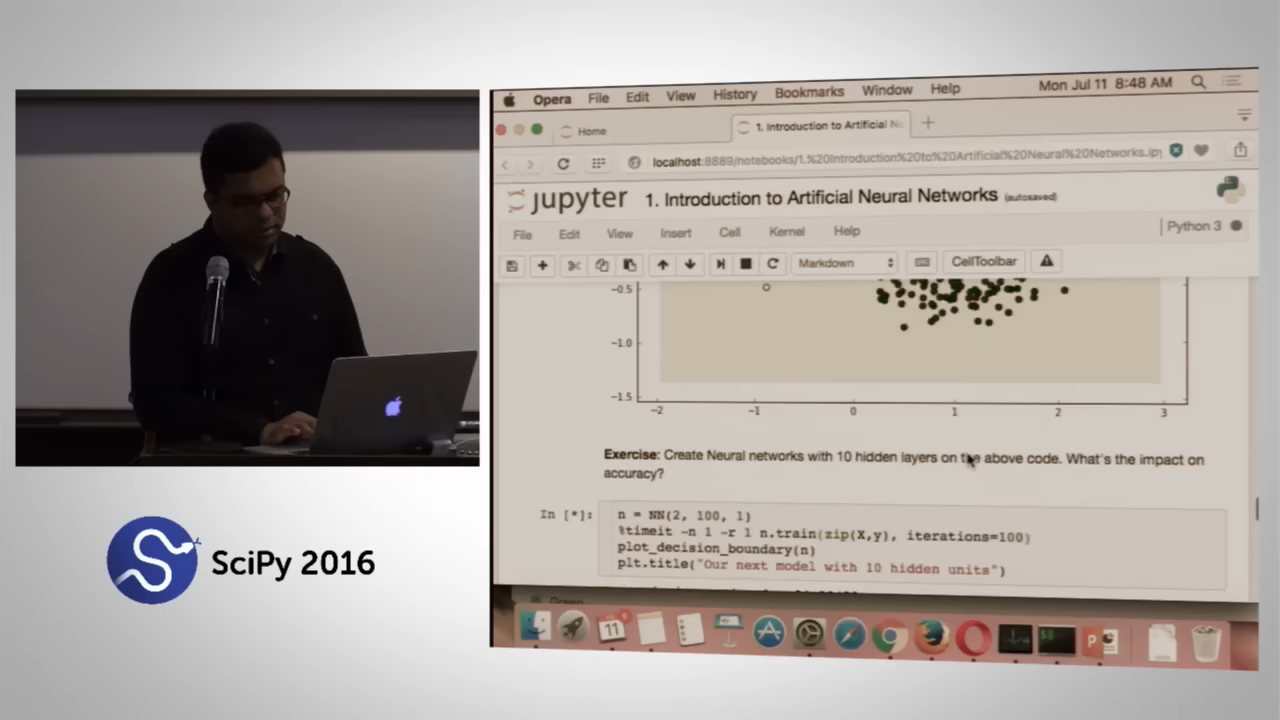 Opera File Edit View History Bookmarks Window Help Mon Jul 11 8:48 AM
Home 1. Introduction to Artificial N
localhost:8889/notebooks/1.%20Introduction%20to%20Artificial%20Neural%20Networks.ipy
jupyter 1. Introduction to Artificial Neural Networks (autosaved)
File Edit View Insert Cell Kernel Help Python 3
Markdown CellToolbar
−0.5
−1.0
−1.5
−2 −1 0 1 2 3
Exercise: Create Neural networks with 10 hidden layers on the above code. What's the impact on
accuracy?
In [*]: n = NN(2, 100, 1)
%timeit -n 1 -r 1 n.train(zip(X,y), iterations=100)
plot_decision_boundary(n)
plt.title("Our next model with 10 hidden units")
11
SciPy 2016